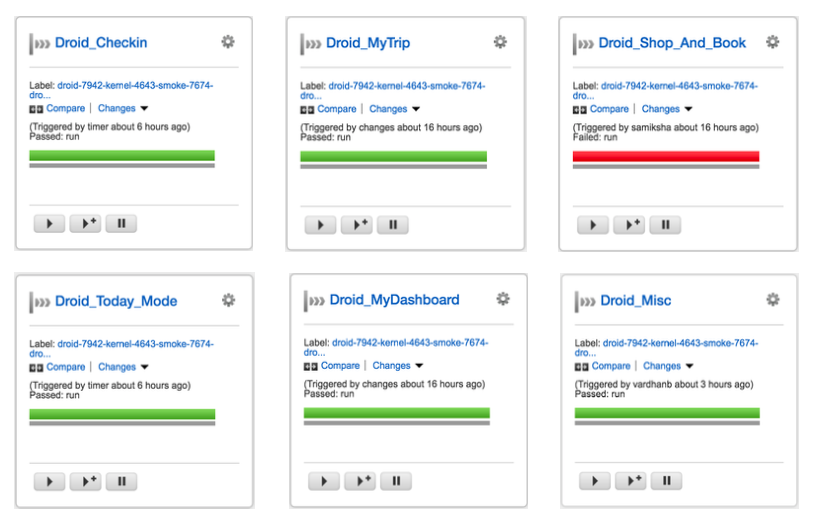 Droid_Checkin
Label: droid-7942-kernel-4643-smoke-7674-
dro...
Compare | Changes
(Triggered by timer about 6 hours ago)
Passed: run
Droid_MyTrip
Label: droid-7942-kernel-4643-smoke-7674-
dro...
Compare | Changes
(Triggered by changes about 16 hours ago)
Passed: run
Droid_Shop_And_Book
Label: droid-7942-kernel-4643-smoke-7674-
dro...
Compare | Changes
(Triggered by samiksha about 16 hours ago)
Failed: run
Droid_Today_Mode
Label: droid-7942-kernel-4643-smoke-7674-
dro...
Compare | Changes
(Triggered by timer about 6 hours ago)
Passed: run
Droid_MyDashboard
Label: droid-7942-kernel-4643-smoke-7674-
dro...
Compare | Changes
(Triggered by changes about 16 hours ago)
Passed: run
Droid_Misc
Label: droid-7942-kernel-4643-smoke-7674-
dro...
Compare | Changes
(Triggered by vardhanb about 3 hours ago)
Passed: run